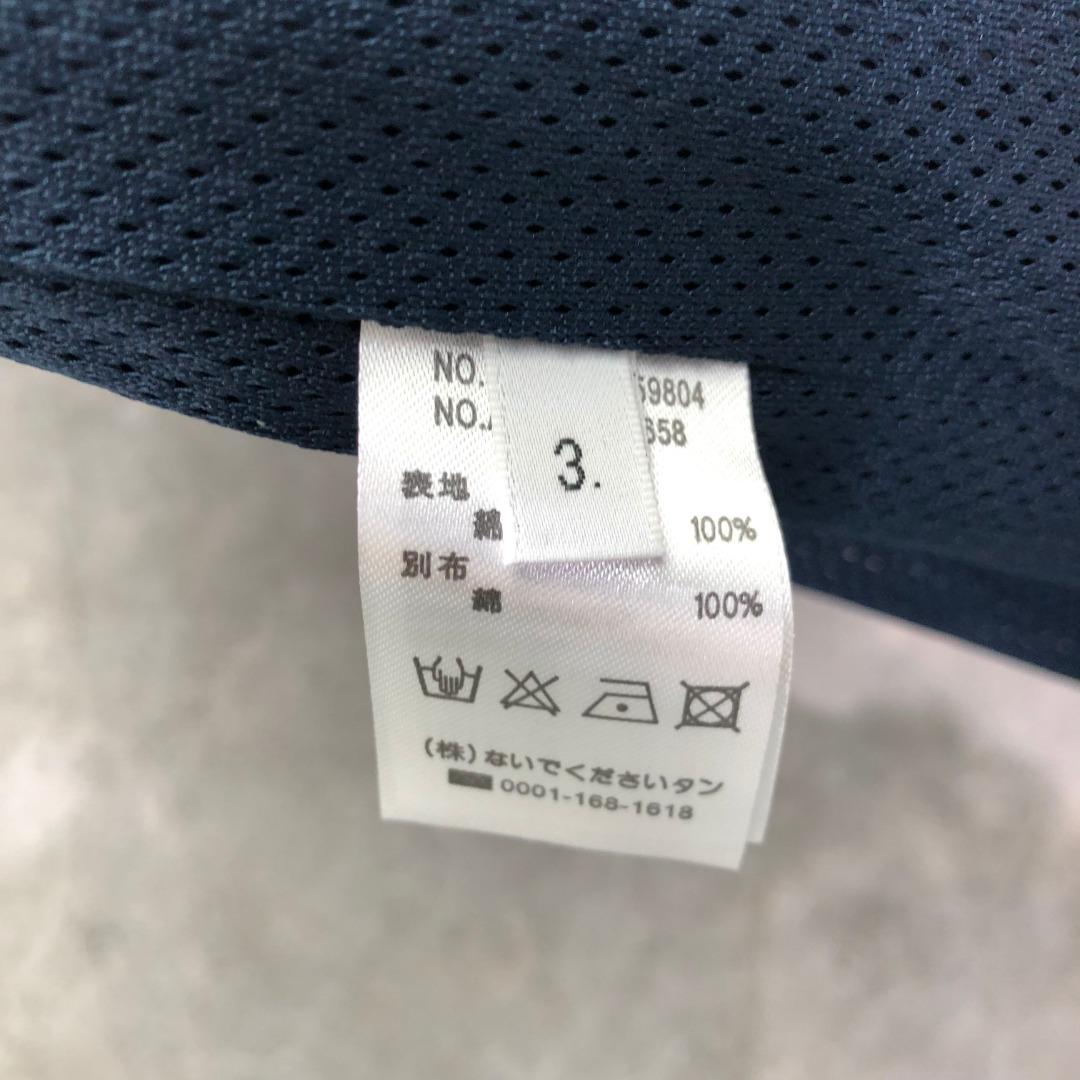 NO. 59804
NO. 658
3.
表地
綿 100%
別布
綿 100%
(株)ないでくださいタン
0001-168-1618